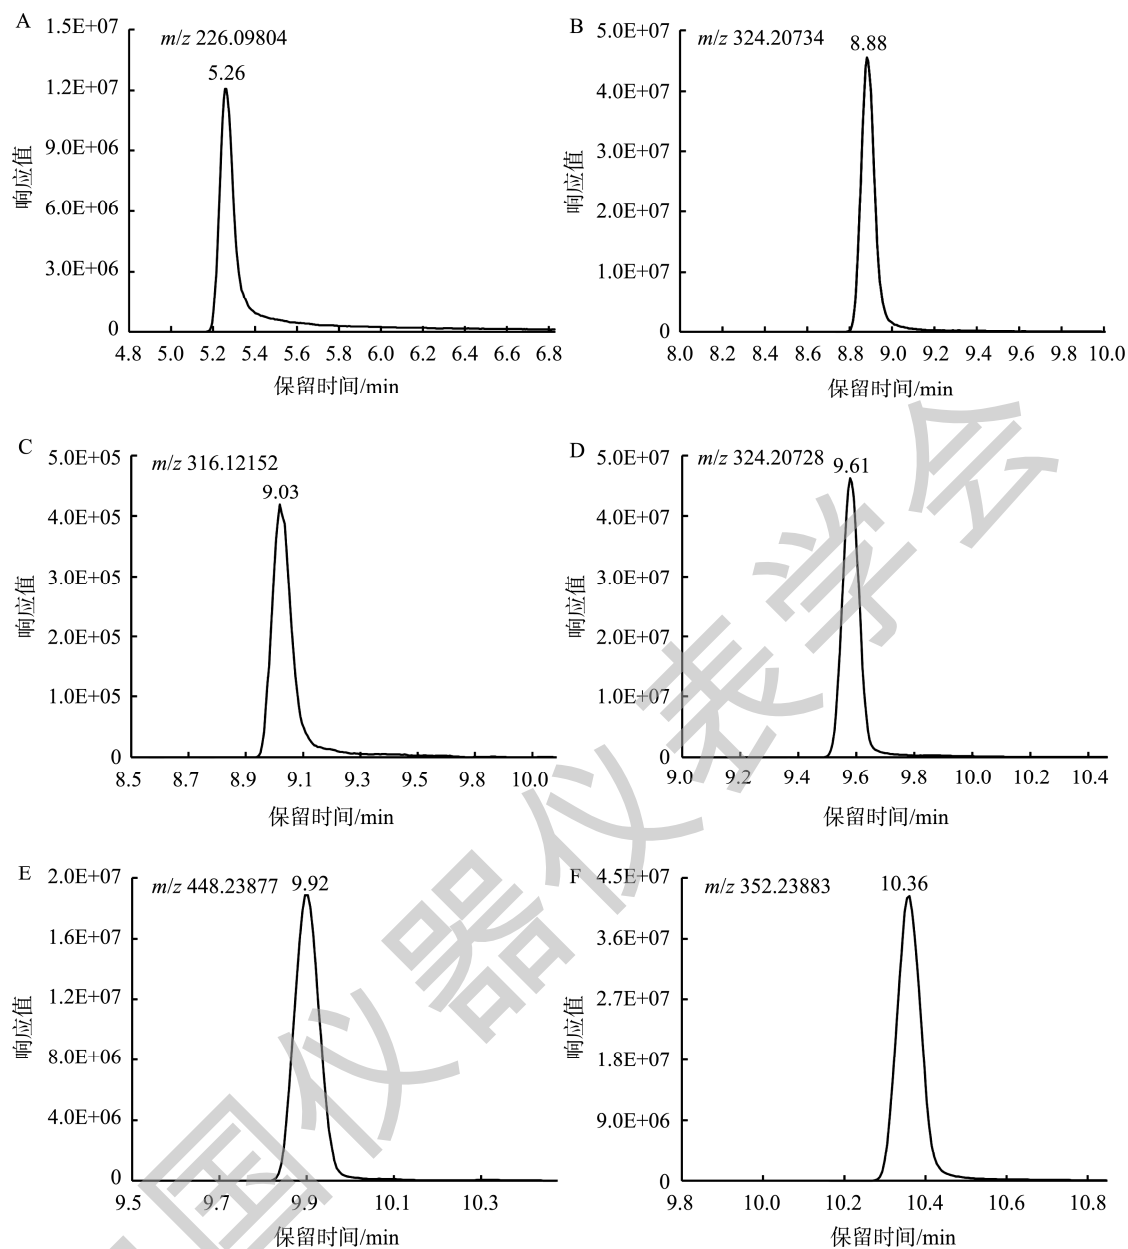 A
m/z 226.09804
5.26
1.5E+07
1.2E+07
9.0E+06
6.0E+06
3.0E+06
0
响应值
4.8 5.0 5.2 5.4 5.6 5.8 6.0 6.2 6.4 6.6 6.8
保留时间/min
B
m/z 324.20734
8.88
5.0E+07
4.0E+07
3.0E+07
2.0E+07
1.0E+07
0
响应值
8.0 8.2 8.4 8.6 8.8 9.0 9.2 9.4 9.6 9.8 10.0
保留时间/min
C
m/z 316.12152
9.03
5.0E+05
4.0E+05
3.0E+05
2.0E+05
1.0E+05
0
响应值
8.5 8.7 8.9 9.1 9.3 9.5 9.8 10.0
保留时间/min
D
m/z 324.20728
9.61
5.0E+07
4.0E+07
3.0E+07
2.0E+07
1.0E+07
0
响应值
9.0 9.2 9.4 9.6 9.8 10.0 10.2 10.4
保留时间/min
E
m/z 448.23877
9.92
2.0E+07
1.6E+07
1.2E+07
8.0E+06
4.0E+06
0
响应值
9.5 9.7 9.9 10.1 10.3
保留时间/min
F
m/z 352.23883
10.36
4.5E+07
3.6E+07
2.7E+07
1.8E+07
9.0E+06
0
响应值
9.8 10.0 10.2 10.4 10.6 10.8
保留时间/min
国仪器仪表学会